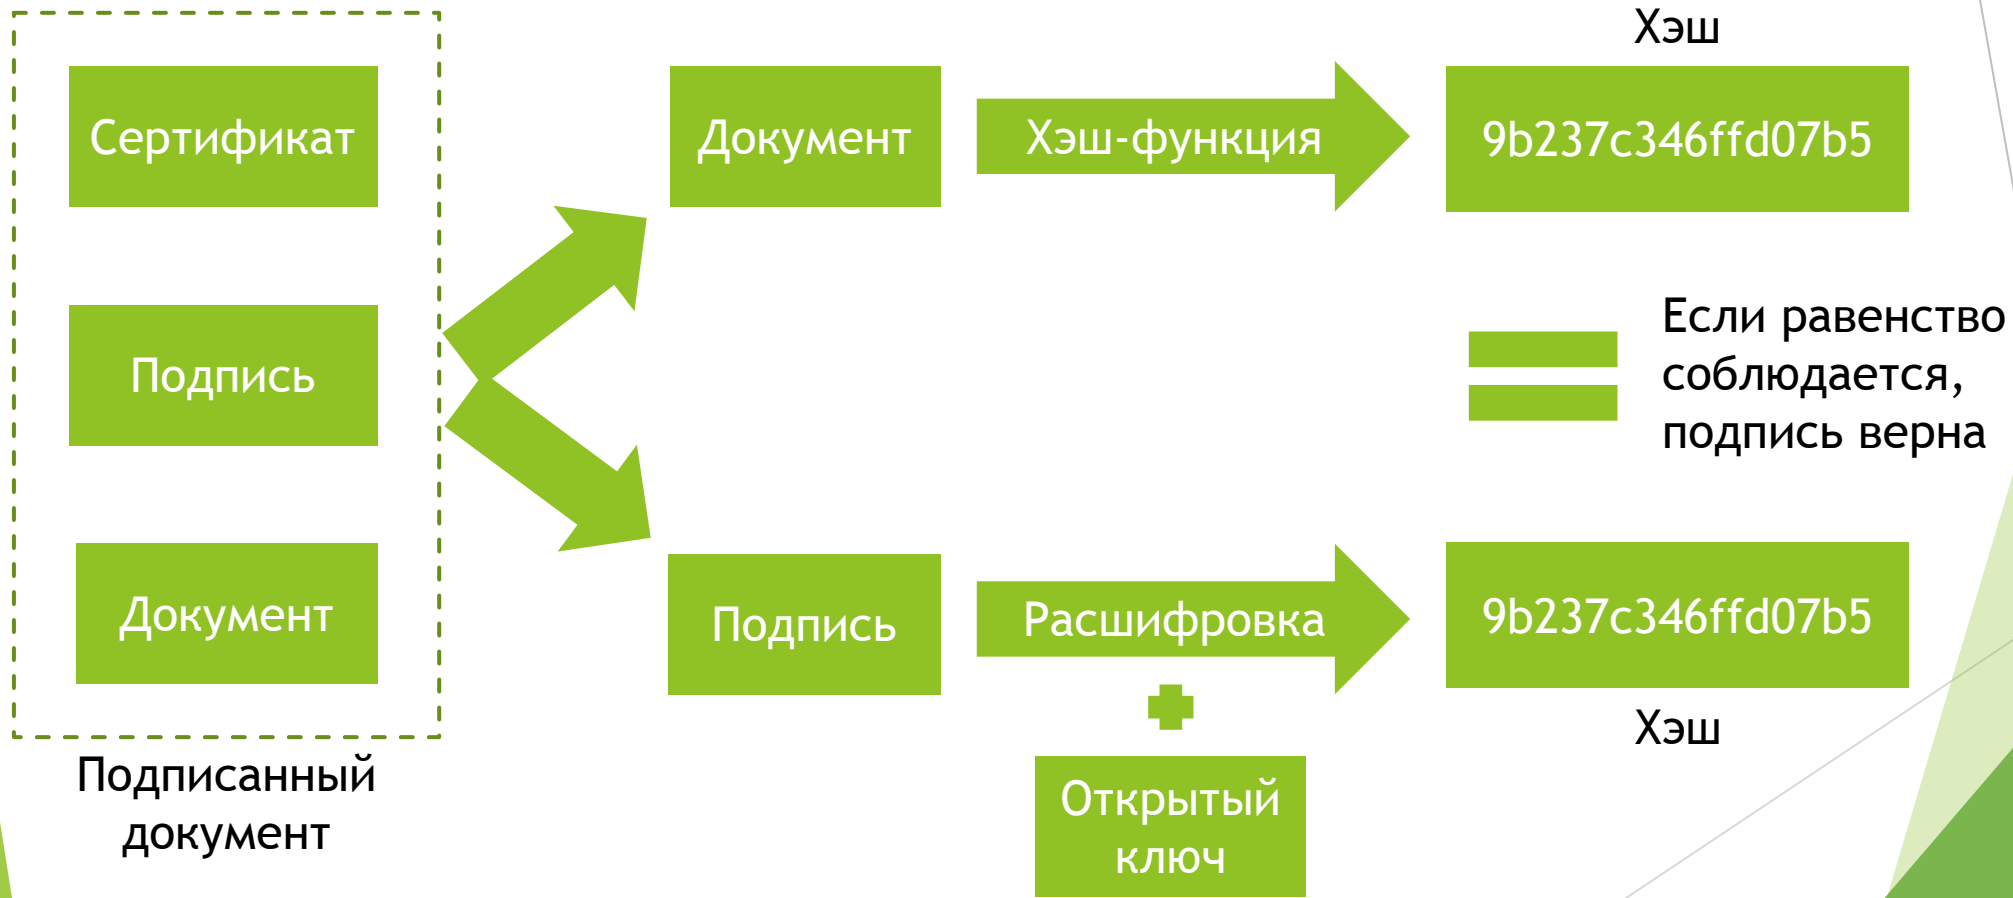 Сертификат
Подпись
Документ
Подписанный
документ
Документ
Хэш-функция
Хэш
9b237c346ffd07b5
Если равенство
соблюдается,
подпись верна
Подпись
Расшифровка
Открытый
ключ
9b237c346ffd07b5
Хэш